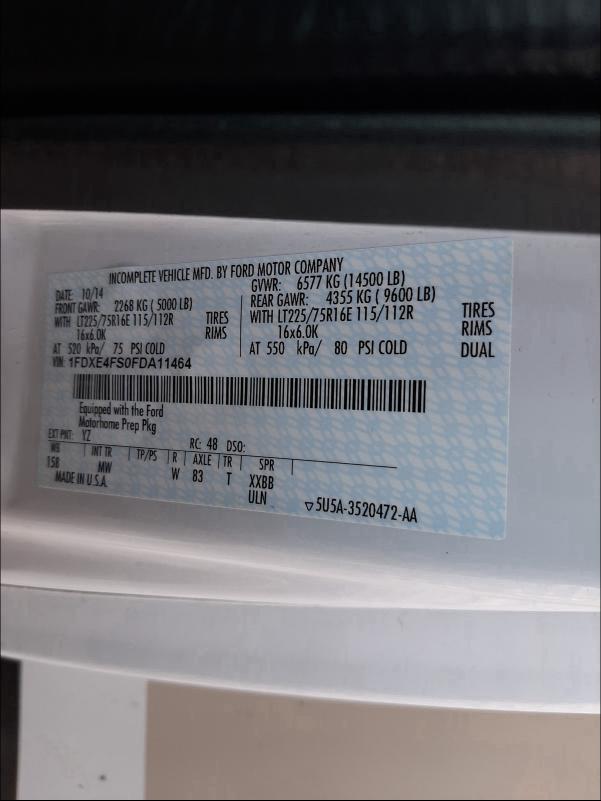 INCOMPLETE VEHICLE MFD. BY FORD MOTOR COMPANY
DATE: 10/14 GVWR: 6577 KG (14500 LB)
FRONT GAWR: 2268 KG ( 5000 LB) REAR GAWR: 4355 KG ( 9600 LB)
WITH LT225/75R16E 115/112R TIRES WITH LT225/75R16E 115/112R TIRES
16x6.0K RIMS 16x6.0K RIMS
AT 520 kPa/ 75 PSI COLD AT 550 kPa/ 80 PSI COLD DUAL
VIN: 1FDXE4FS0FDA11464
Equipped with the Ford
Motorhome Prep Pkg
EXT PNT: YZ RC: 48 DSO:
WB INT TR TP/PS R AXLE TR SPR
158 MW W 83 T XXBB
MADE IN U.S.A. ULN ▽5U5A-3520472-AA